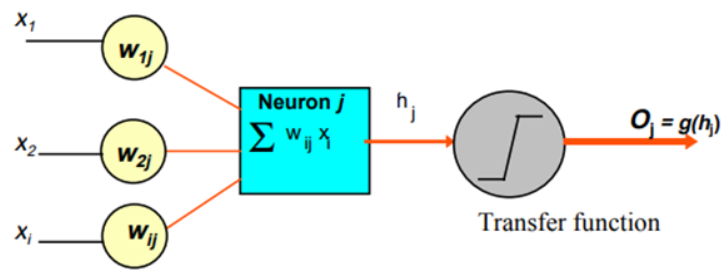 x1
w1j
x2
w2j
xi
wij
Neuron j
∑ wij xi
hj
Oj = g(hj)
Transfer function